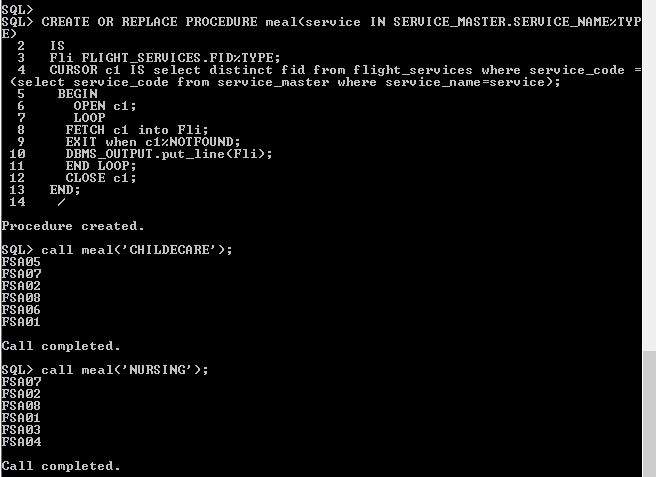 SQL>
SQL> CREATE OR REPLACE PROCEDURE meal(service IN SERVICE_MASTER.SERVICE_NAME%TYP
E)
2 IS
3 Fli FLIGHT_SERVICES.FID%TYPE;
4 CURSOR c1 IS select distinct fid from flight_services where service_code =
(select service_code from service_master where service_name=service);
5 BEGIN
6 OPEN c1;
7 LOOP
8 FETCH c1 into Fli;
9 EXIT when c1%NOTFOUND;
10 DBMS_OUTPUT.put_line(Fli);
11 END LOOP;
12 CLOSE c1;
13 END;
14 /
Procedure created.
SQL> call meal('CHILDECARE');
FSA05
FSA07
FSA02
FSA08
FSA06
FSA01
Call completed.
SQL> call meal('NURSING');
FSA07
FSA02
FSA08
FSA01
FSA03
FSA04
Call completed.